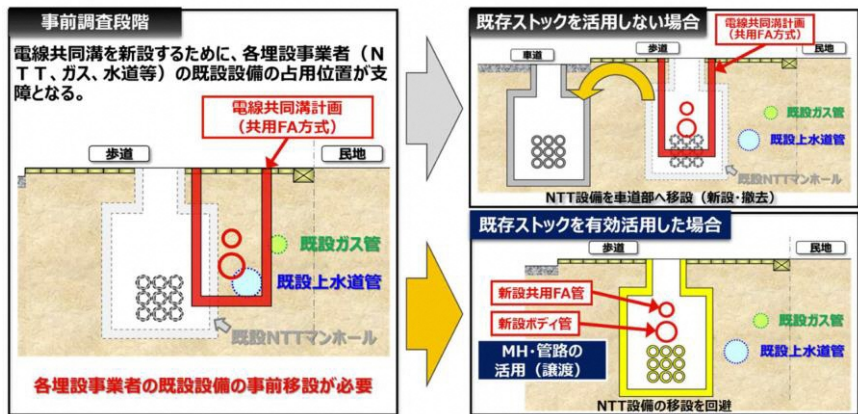 事前調査段階
電線共同溝を新設するために、各埋設事業者（N
TT、ガス、水道等）の既設設備の占用位置が支
障となる。
電線共同溝計画
（共用FA方式）
歩道
民地
既設ガス管
既設上水道管
既設NTTマンホール
各埋設事業者の既設設備の事前移設が必要
既存ストックを活用しない場合
電線共同溝計画
（共用FA方式）
車道
歩道
民地
既設ガス管
既設上水道管
既設NTTマンホール
NTT設備を車道部へ移設（新設・撤去）
既存ストックを有効活用した場合
歩道
民地
新設共用FA管
新設ボディ管
MH・管路の
活用（譲渡）
既設ガス管
既設上水道管
NTT設備の移設を回避